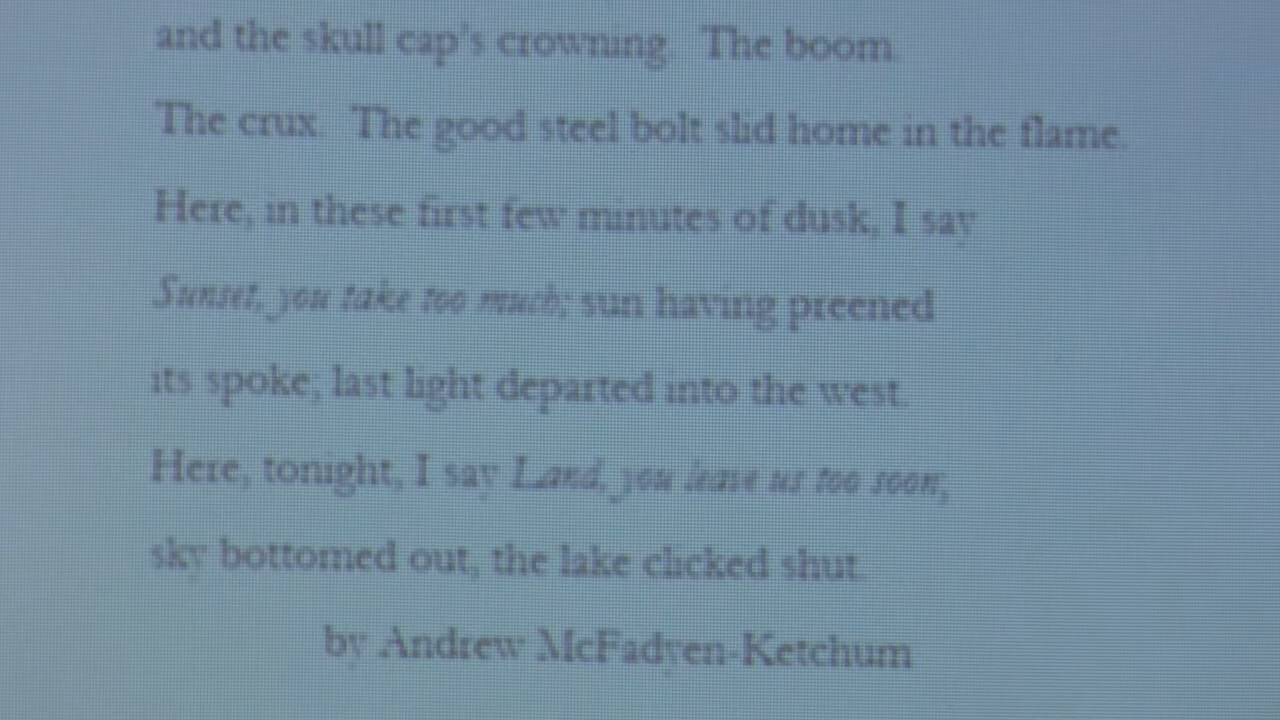 and the skull cap's crowning. The boom.
The crux. The good steel bolt slid home in the flame.
Here, in these first few minutes of dusk, I say
Sunset, you take too much; sun having preened
its spoke; last light departed into the west.
Here, tonight, I say Land, you leave us too soon;
sky bottomed out, the lake clicked shut.
by Andrew McFadyen-Ketchum